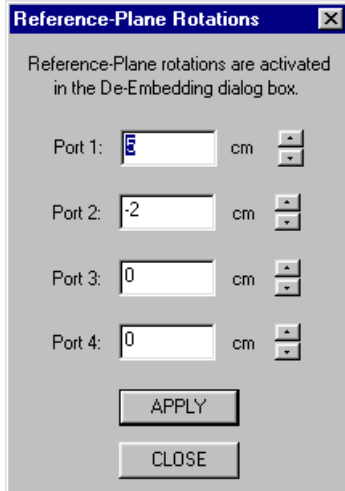 Reference-Plane Rotations
Reference-Plane rotations are activated
in the De-Embedding dialog box.
Port 1: 5 cm
Port 2: -2 cm
Port 3: 0 cm
Port 4: 0 cm
APPLY
CLOSE